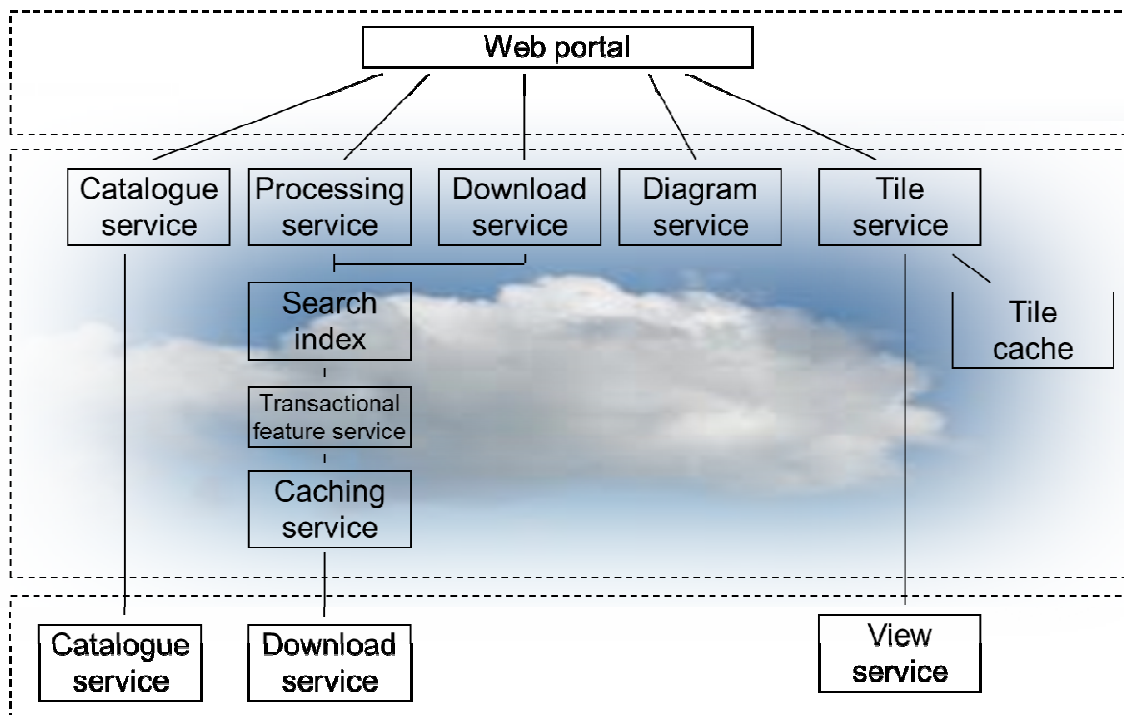 Web portal
Catalogue
service
Processing
service
Download
service
Diagram
service
Tile
service
Search
index
Tile
cache
Transactional
feature service
Caching
service
Catalogue
service
Download
service
View
service